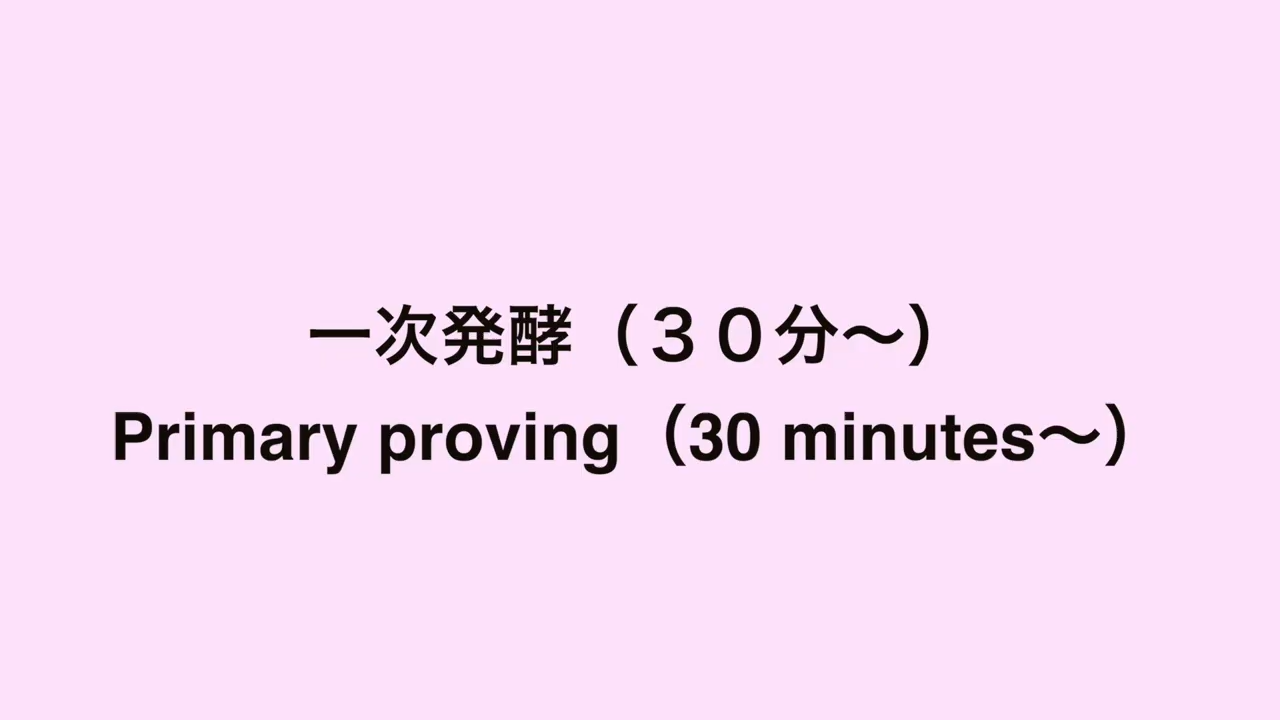 一次発酵（３０分〜）
Primary proving（30 minutes〜）